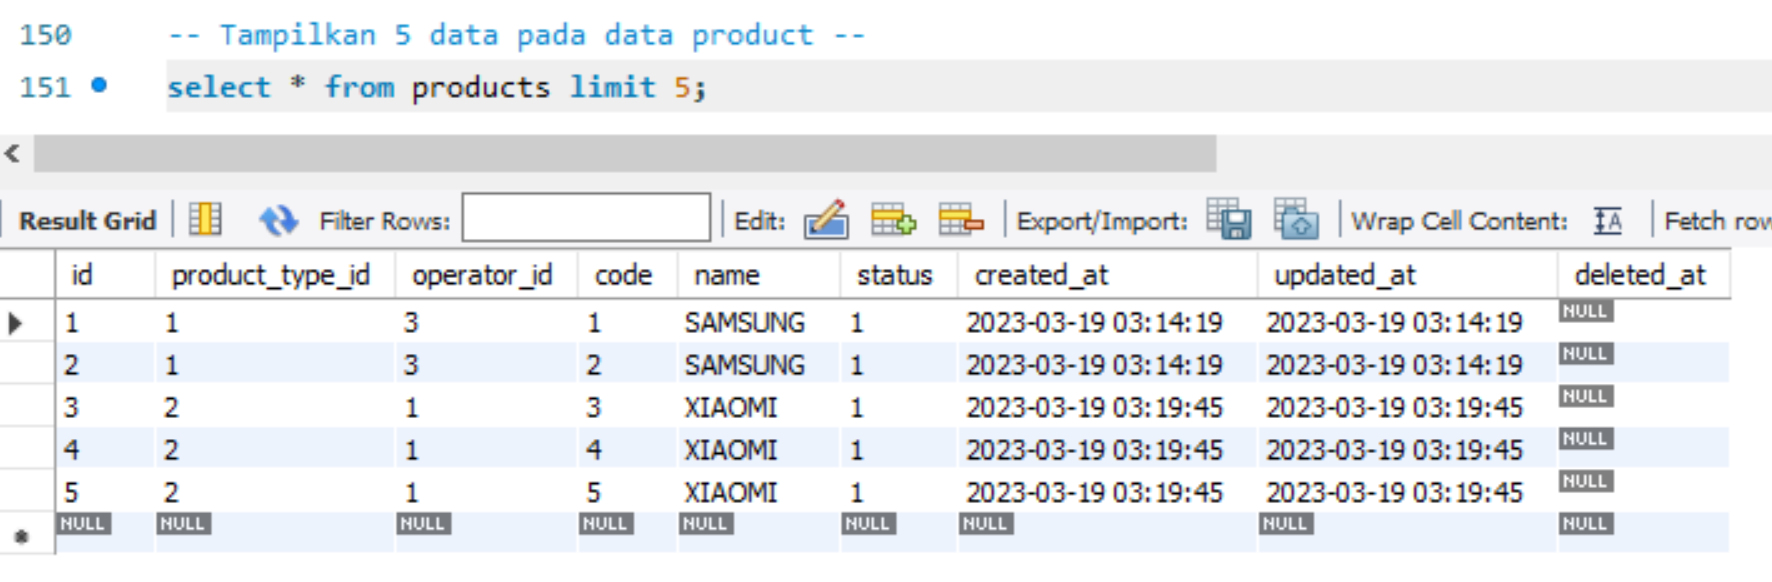 150 -- Tampilkan 5 data pada data product --
151 select * from products limit 5;
Result Grid Filter Rows: Edit: Export/Import: Wrap Cell Content: Fetch row
id product_type_id operator_id code name status created_at updated_at deleted_at
1 1 3 1 SAMSUNG 1 2023-03-19 03:14:19 2023-03-19 03:14:19 NULL
2 1 3 2 SAMSUNG 1 2023-03-19 03:14:19 2023-03-19 03:14:19 NULL
3 2 1 3 XIAOMI 1 2023-03-19 03:19:45 2023-03-19 03:19:45 NULL
4 2 1 4 XIAOMI 1 2023-03-19 03:19:45 2023-03-19 03:19:45 NULL
5 2 1 5 XIAOMI 1 2023-03-19 03:19:45 2023-03-19 03:19:45 NULL
NULL NULL NULL NULL NULL NULL NULL NULL NULL